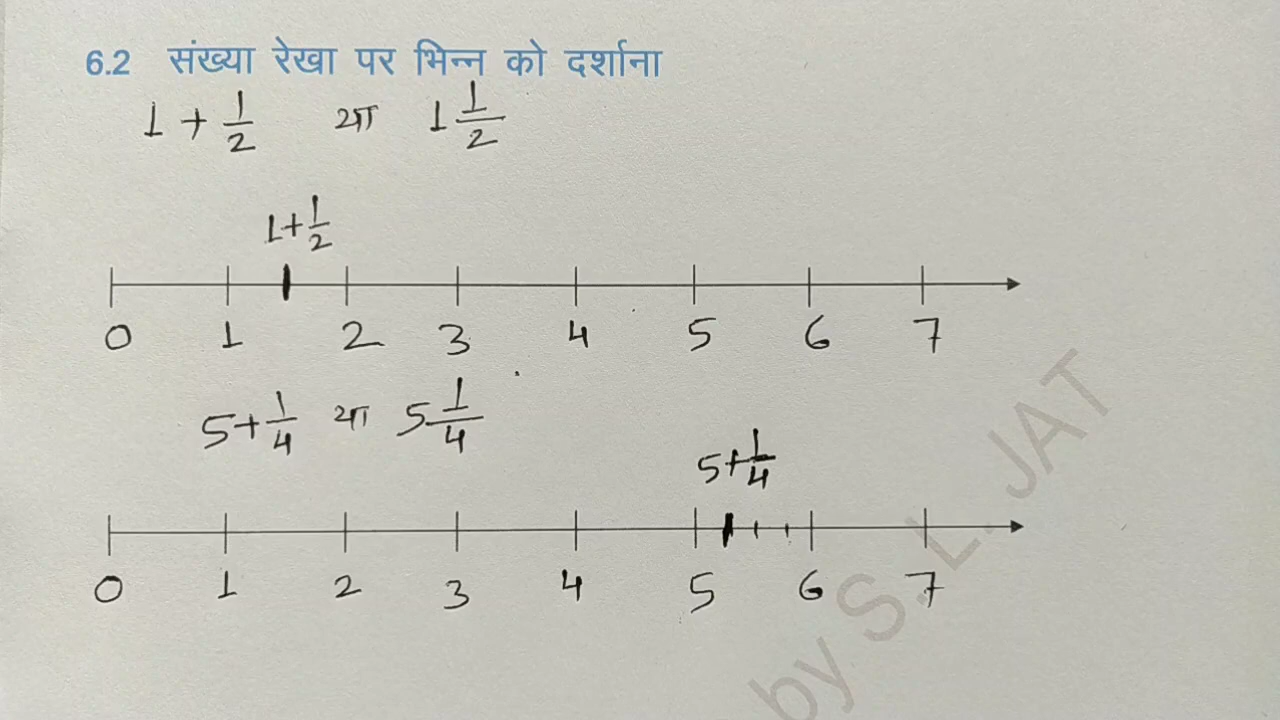 6.2 संख्या रेखा पर भिन्न को दर्शाना
1 + 1/2 या 1 1/2
1+1/2
0 1 2 3 4 5 6 7
5+1/4 या 5 1/4
5+1/4
0 1 2 3 4 5 6 7
by S. L. JAT